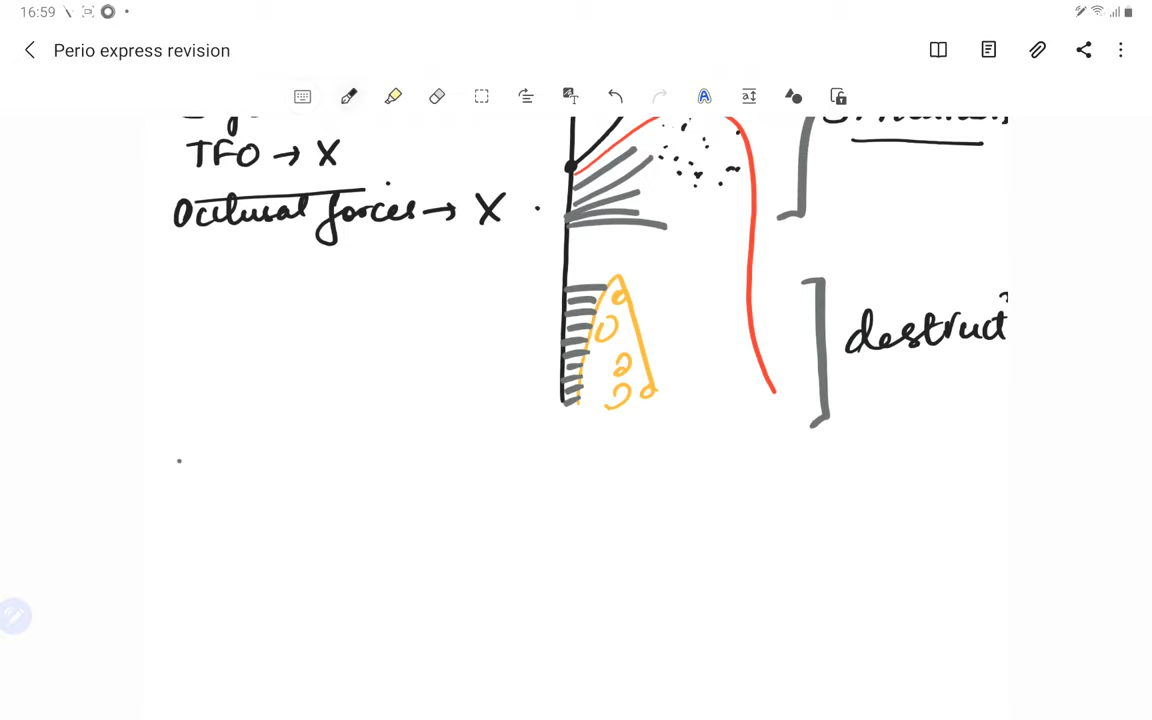 16:59
Perio express revision
TFO → X
Occlusal forces → X
destruct